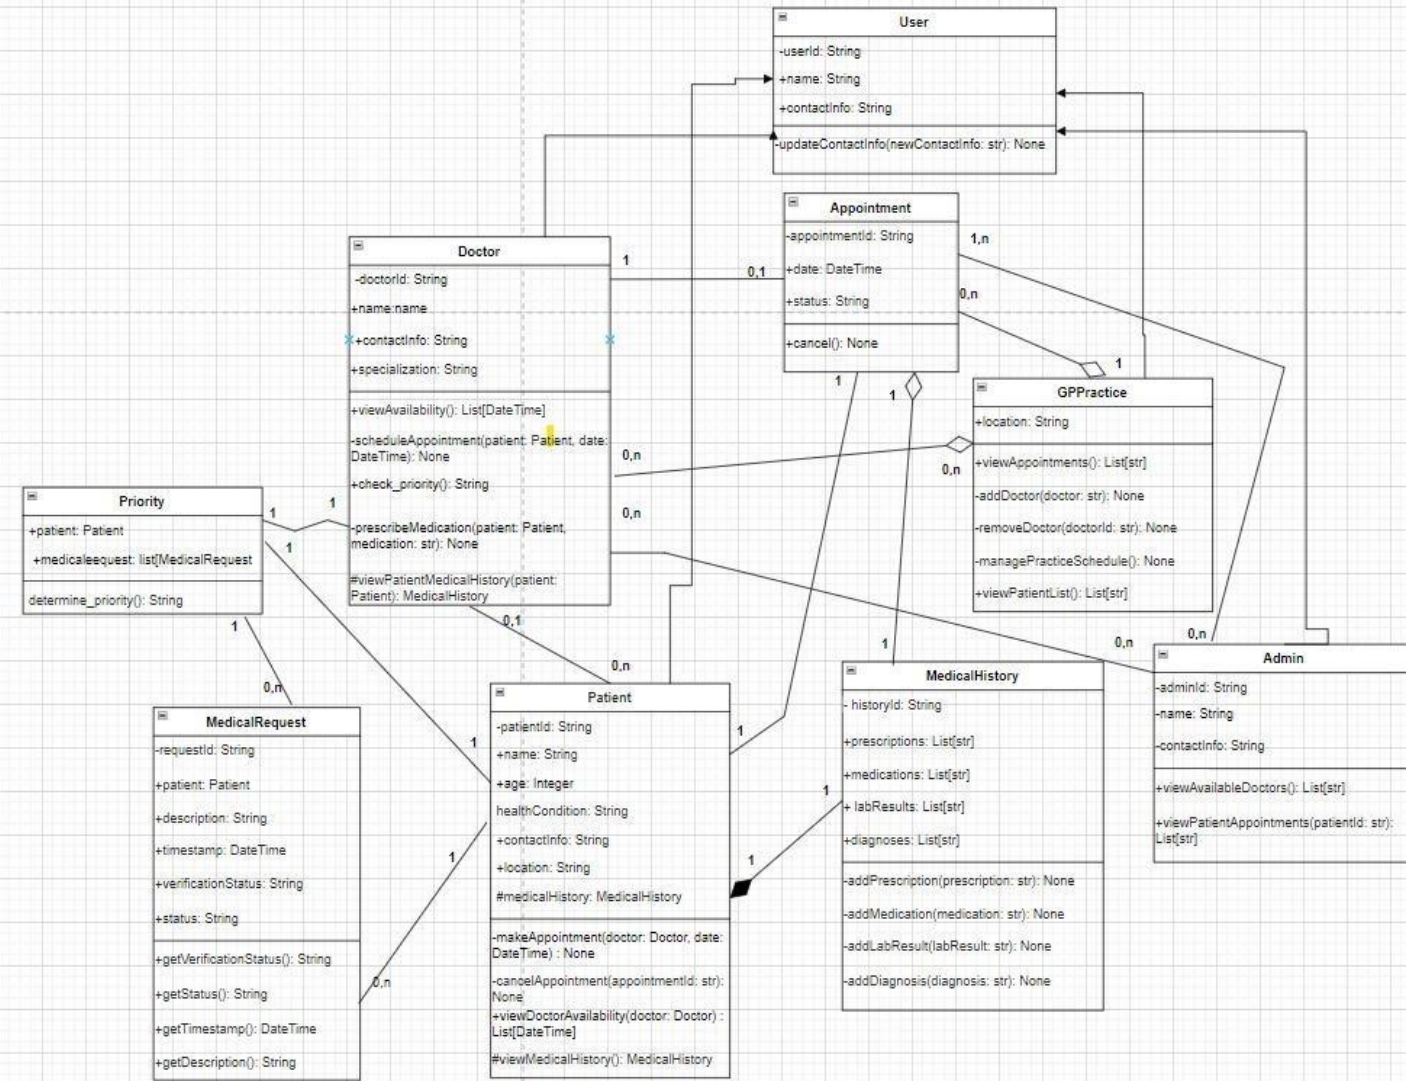 User
-userId: String
+name: String
+contactInfo: String
-updateContactInfo(newContactInfo: str): None
Appointment
-appointmentId: String
+date: DateTime
+status: String
+cancel(): None
1,n
0,n
1
0,1
1
1
1
Doctor
-doctorId: String
+name:name
+contactInfo: String
+specialization: String
+viewAvailability(): List[DateTime]
-scheduleAppointment(patient: Patient, date:
DateTime): None
+check_priority(): String
-prescribeMedication(patient: Patient,
medication: str): None
#viewPatientMedicalHistory(patient:
Patient): MedicalHistory
0,n
0,n
0,n
GPPractice
+location: String
+viewAppointments(): List[str]
-addDoctor(doctor: str): None
-removeDoctor(doctorId: str): None
-managePracticeSchedule(): None
+viewPatientList(): List[str]
Priority
+patient: Patient
+medicaleequest: list[MedicalRequest
determine_priority(): String
1
1
1
1
0,n
0,1
0,n
1
0,n
0,n
MedicalRequest
-requestId: String
+patient: Patient
+description: String
+timestamp: DateTime
+verificationStatus: String
+status: String
+getVerificationStatus(): String
+getStatus(): String
+getTimestamp(): DateTime
+getDescription(): String
1
1
0,n
Patient
-patientId: String
+name: String
+age: Integer
healthCondition: String
+contactInfo: String
+location: String
#medicalHistory: MedicalHistory
-makeAppointment(doctor: Doctor, date:
DateTime) : None
-cancelAppointment(appointmentId: str):
None
+viewDoctorAvailability(doctor: Doctor) :
List[DateTime]
#viewMedicalHistory(): MedicalHistory
1
1
1
MedicalHistory
- historyId: String
+prescriptions: List[str]
+medications: List[str]
+ labResults: List[str]
+diagnoses: List[str]
-addPrescription(prescription: str): None
-addMedication(medication: str): None
-addLabResult(labResult: str): None
-addDiagnosis(diagnosis: str): None
Admin
-adminId: String
-name: String
-contactInfo: String
+viewAvailableDoctors(): List[str]
+viewPatientAppointments(patientId: str):
List[str]